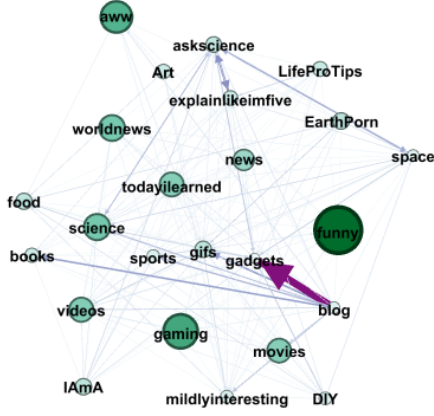 aww
askscience
Art
LifeProTips
explainlikeimfive
EarthPorn
worldnews
news
space
todayilearned
food
science
funny
books
sports
gifs
gadgets
videos
blog
gaming
movies
IAmA
mildlyinteresting
DIY